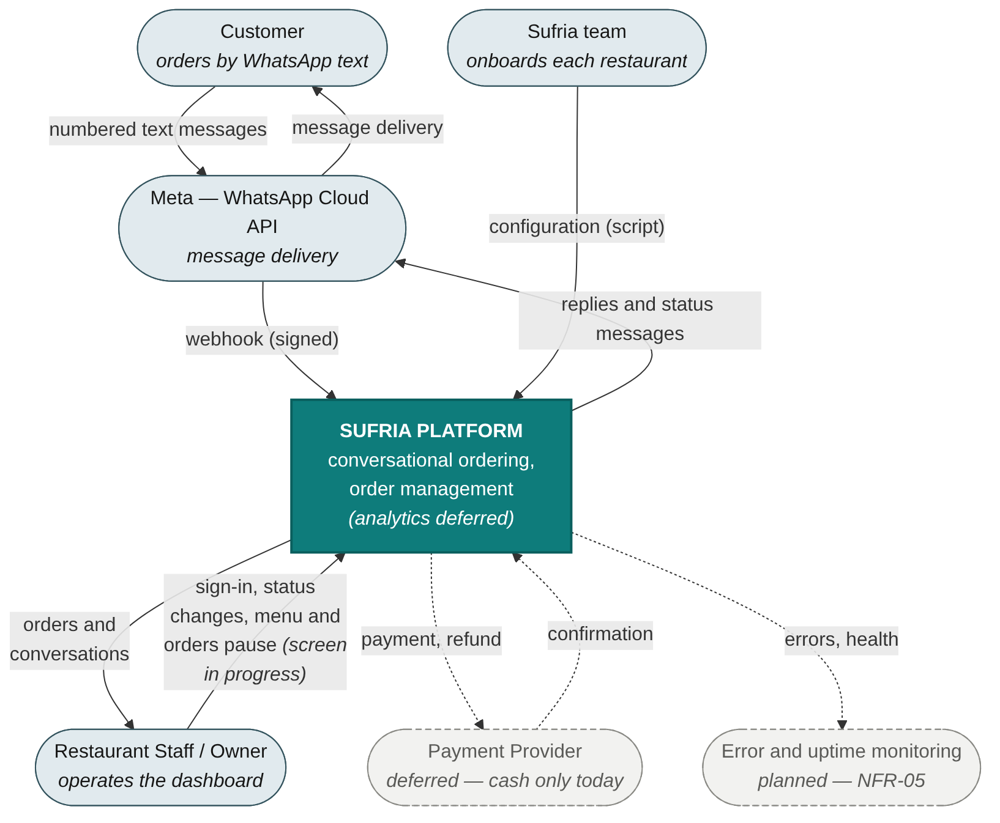 Customer
orders by WhatsApp text
Sufria team
onboards each restaurant
numbered text messages
message delivery
Meta — WhatsApp Cloud
API
message delivery
configuration (script)
replies and status
messages
webhook (signed)
SUFRIA PLATFORM
conversational ordering,
order management
(analytics deferred)
orders and
conversations
sign-in, status
changes, menu and
orders pause (screen
in progress)
payment, refund
confirmation
errors, health
Restaurant Staff / Owner
operates the dashboard
Payment Provider
deferred — cash only today
Error and uptime monitoring
planned — NFR-05